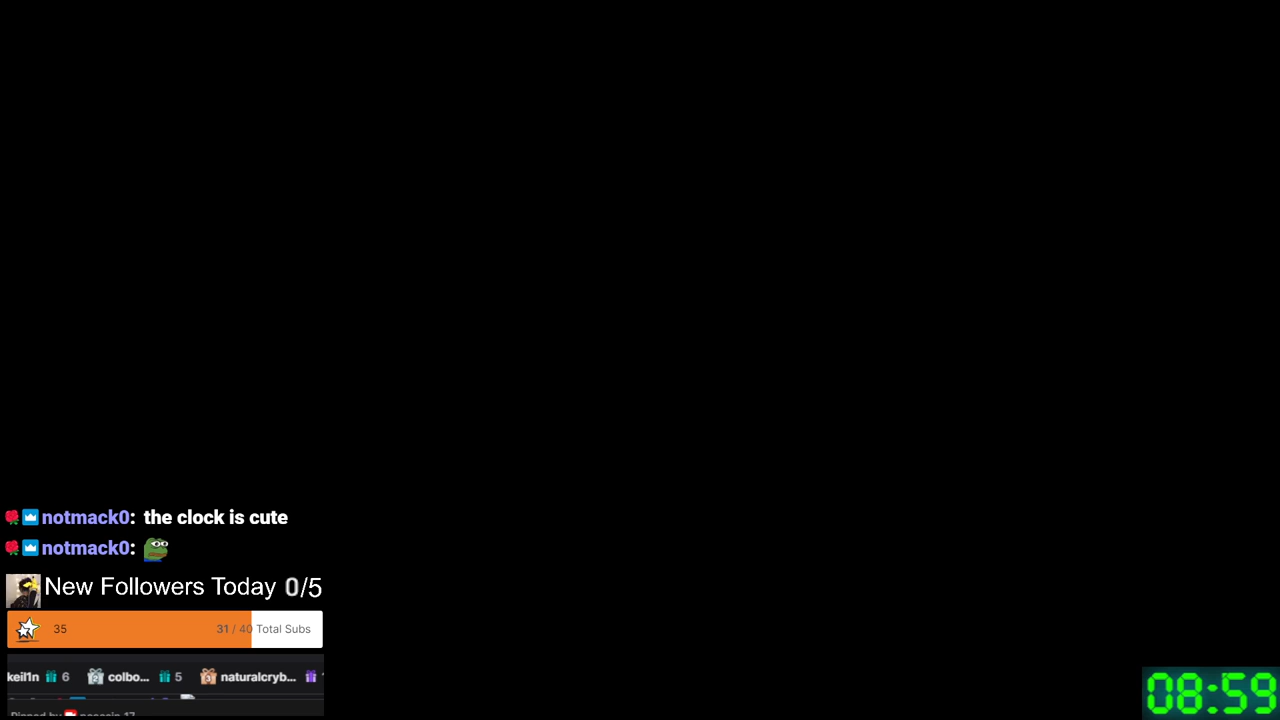 notmack0: the clock is cute
notmack0:
New Followers Today 0/5
35 31 / 40 Total Subs
keil1n 6 colbo... 5 naturalcryb...
08:59